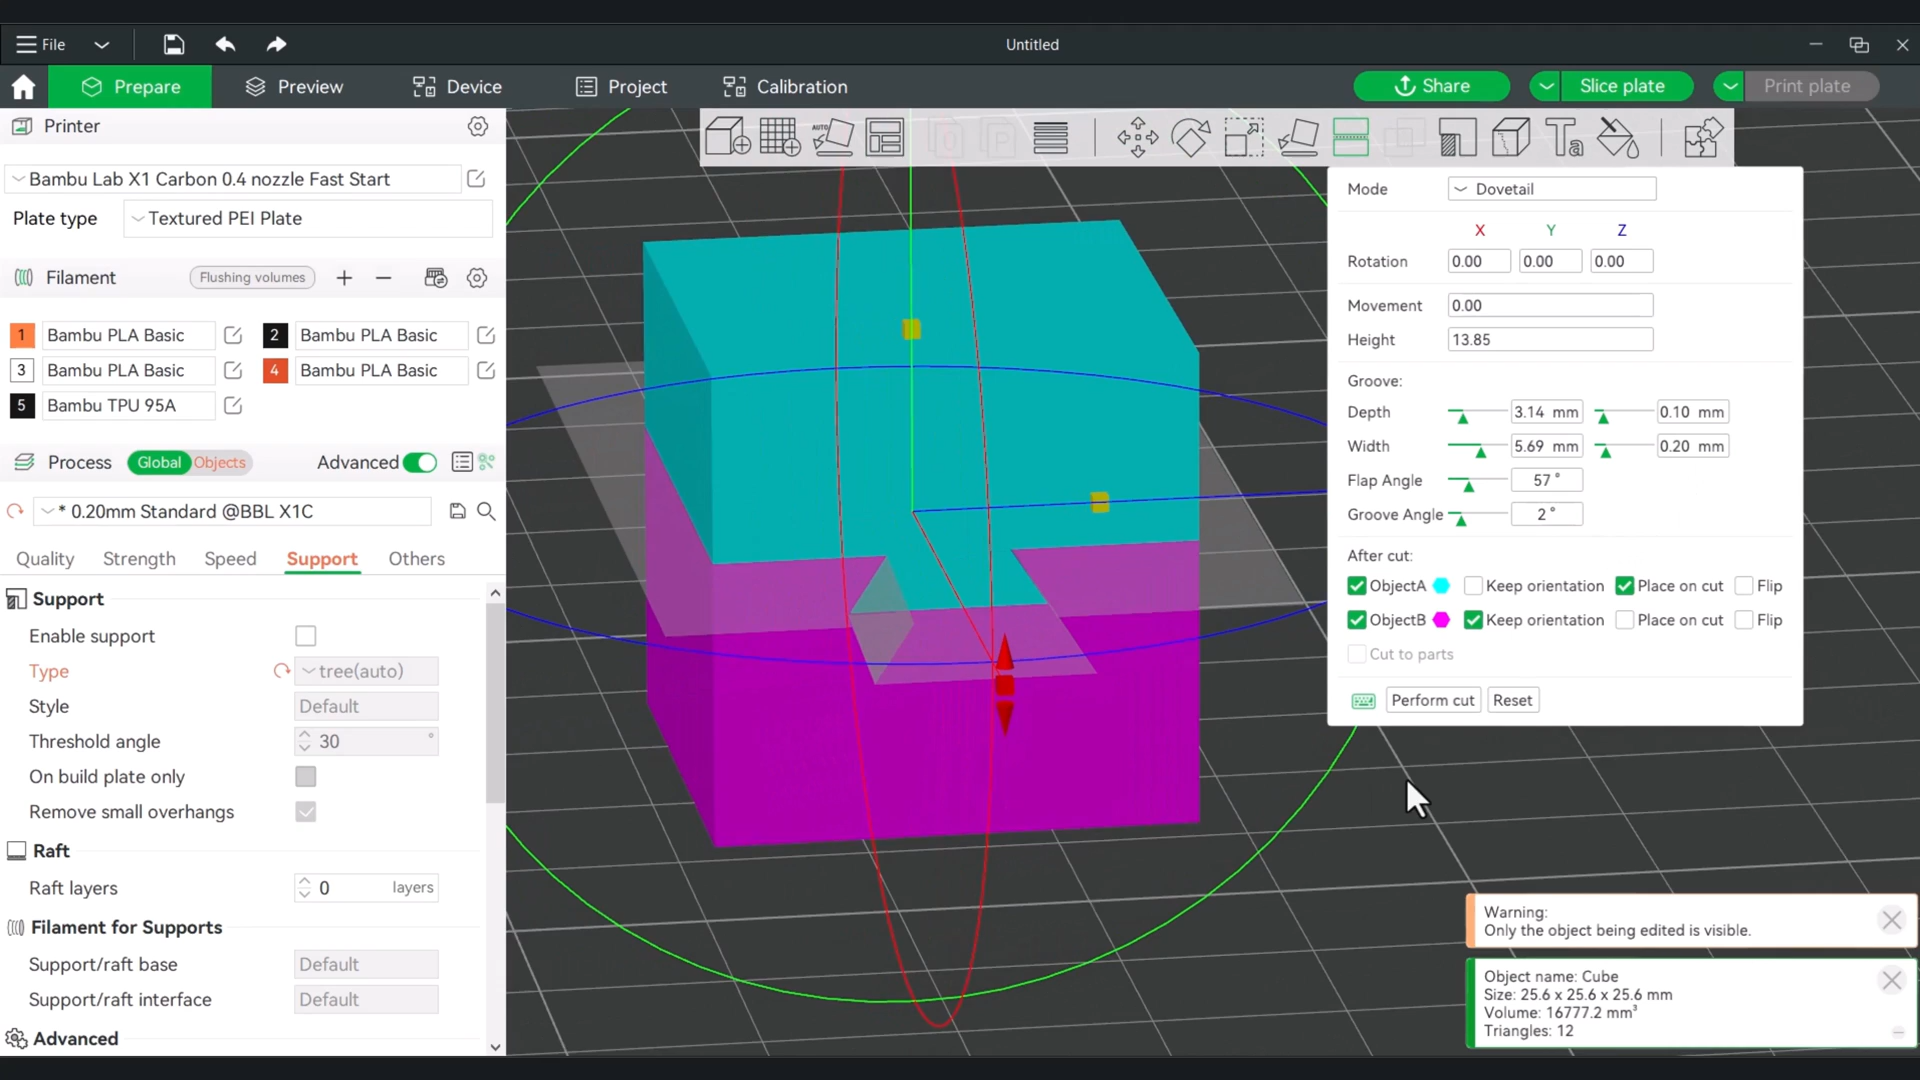 File
Untitled
Prepare
Preview
Device
Project
Calibration
Share
Slice plate
Print plate
Printer
Bambu Lab X1 Carbon 0.4 nozzle Fast Start
Plate type
Textured PEI Plate
Filament
Flushing volumes
1 Bambu PLA Basic
2 Bambu PLA Basic
3 Bambu PLA Basic
4 Bambu PLA Basic
5 Bambu TPU 95A
Process
Global
Objects
Advanced
* 0.20mm Standard @BBL X1C
Quality
Strength
Speed
Support
Others
Support
Enable support
Type tree(auto)
Style Default
Threshold angle 30 °
On build plate only
Remove small overhangs
Raft
Raft layers 0 layers
Filament for Supports
Support/raft base Default
Support/raft interface Default
Advanced
AUTO
Mode Dovetail
X Y Z
Rotation 0.00 0.00 0.00
Movement 0.00
Height 13.85
Groove:
Depth 3.14 mm 0.10 mm
Width 5.69 mm 0.20 mm
Flap Angle 57 °
Groove Angle 2 °
After cut:
ObjectA Keep orientation Place on cut Flip
ObjectB Keep orientation Place on cut Flip
Cut to parts
Perform cut
Reset
Warning:
Only the object being edited is visible.
Object name: Cube
Size: 25.6 x 25.6 x 25.6 mm
Volume: 16777.2 mm³
Triangles: 12